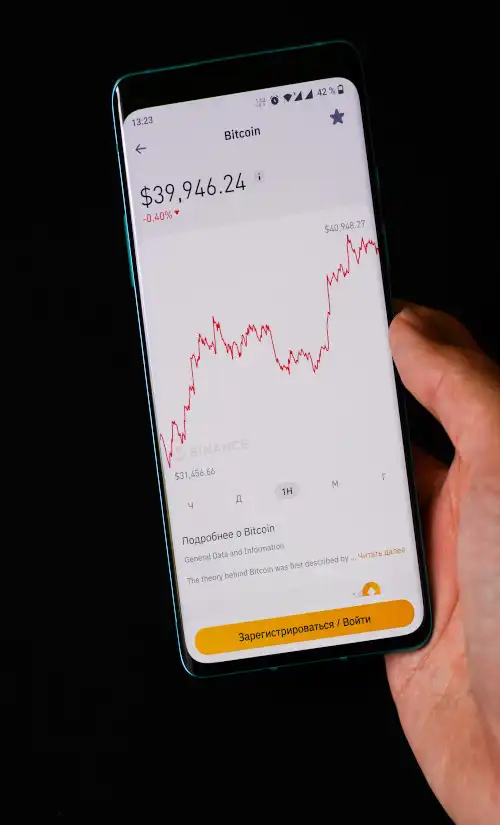 13:23
42 %
Bitcoin
$39,946.24
i
-0,40%
$40,948.27
BINANCE
$31,456.66
Ч Д 1Н М Г
Подробнее о Bitcoin
General Data and Information
The theory behind Bitcoin was first described by ... Читать далее
Зарегистрироваться / Войти